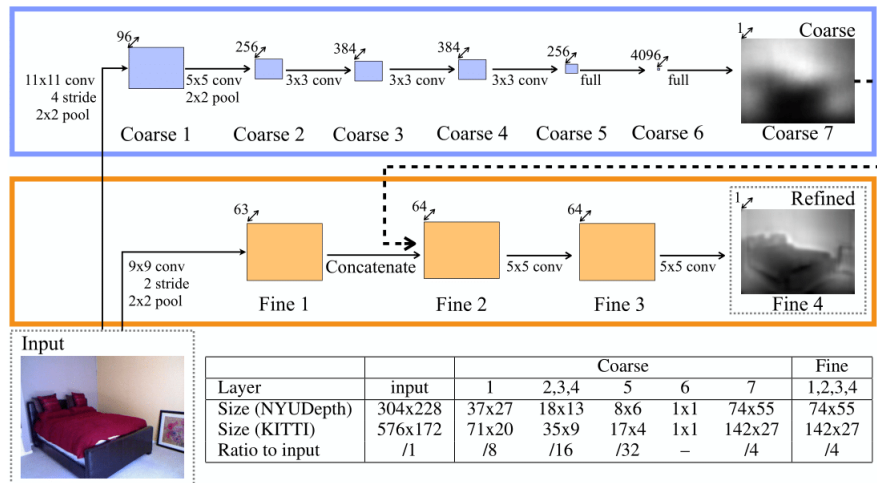 96
256
384
384
256
4096
1
Coarse
11x11 conv
4 stride
2x2 pool
5x5 conv
2x2 pool
3x3 conv
3x3 conv
3x3 conv
full
full
Coarse 1
Coarse 2
Coarse 3
Coarse 4
Coarse 5
Coarse 6
Coarse 7
63
64
64
1
Refined
9x9 conv
2 stride
2x2 pool
Concatenate
5x5 conv
5x5 conv
Fine 1
Fine 2
Fine 3
Fine 4
Input
Coarse Fine
Layer input 1 2,3,4 5 6 7 1,2,3,4
Size (NYUDepth) 304x228 37x27 18x13 8x6 1x1 74x55 74x55
Size (KITTI) 576x172 71x20 35x9 17x4 1x1 142x27 142x27
Ratio to input /1 /8 /16 /32 – /4 /4